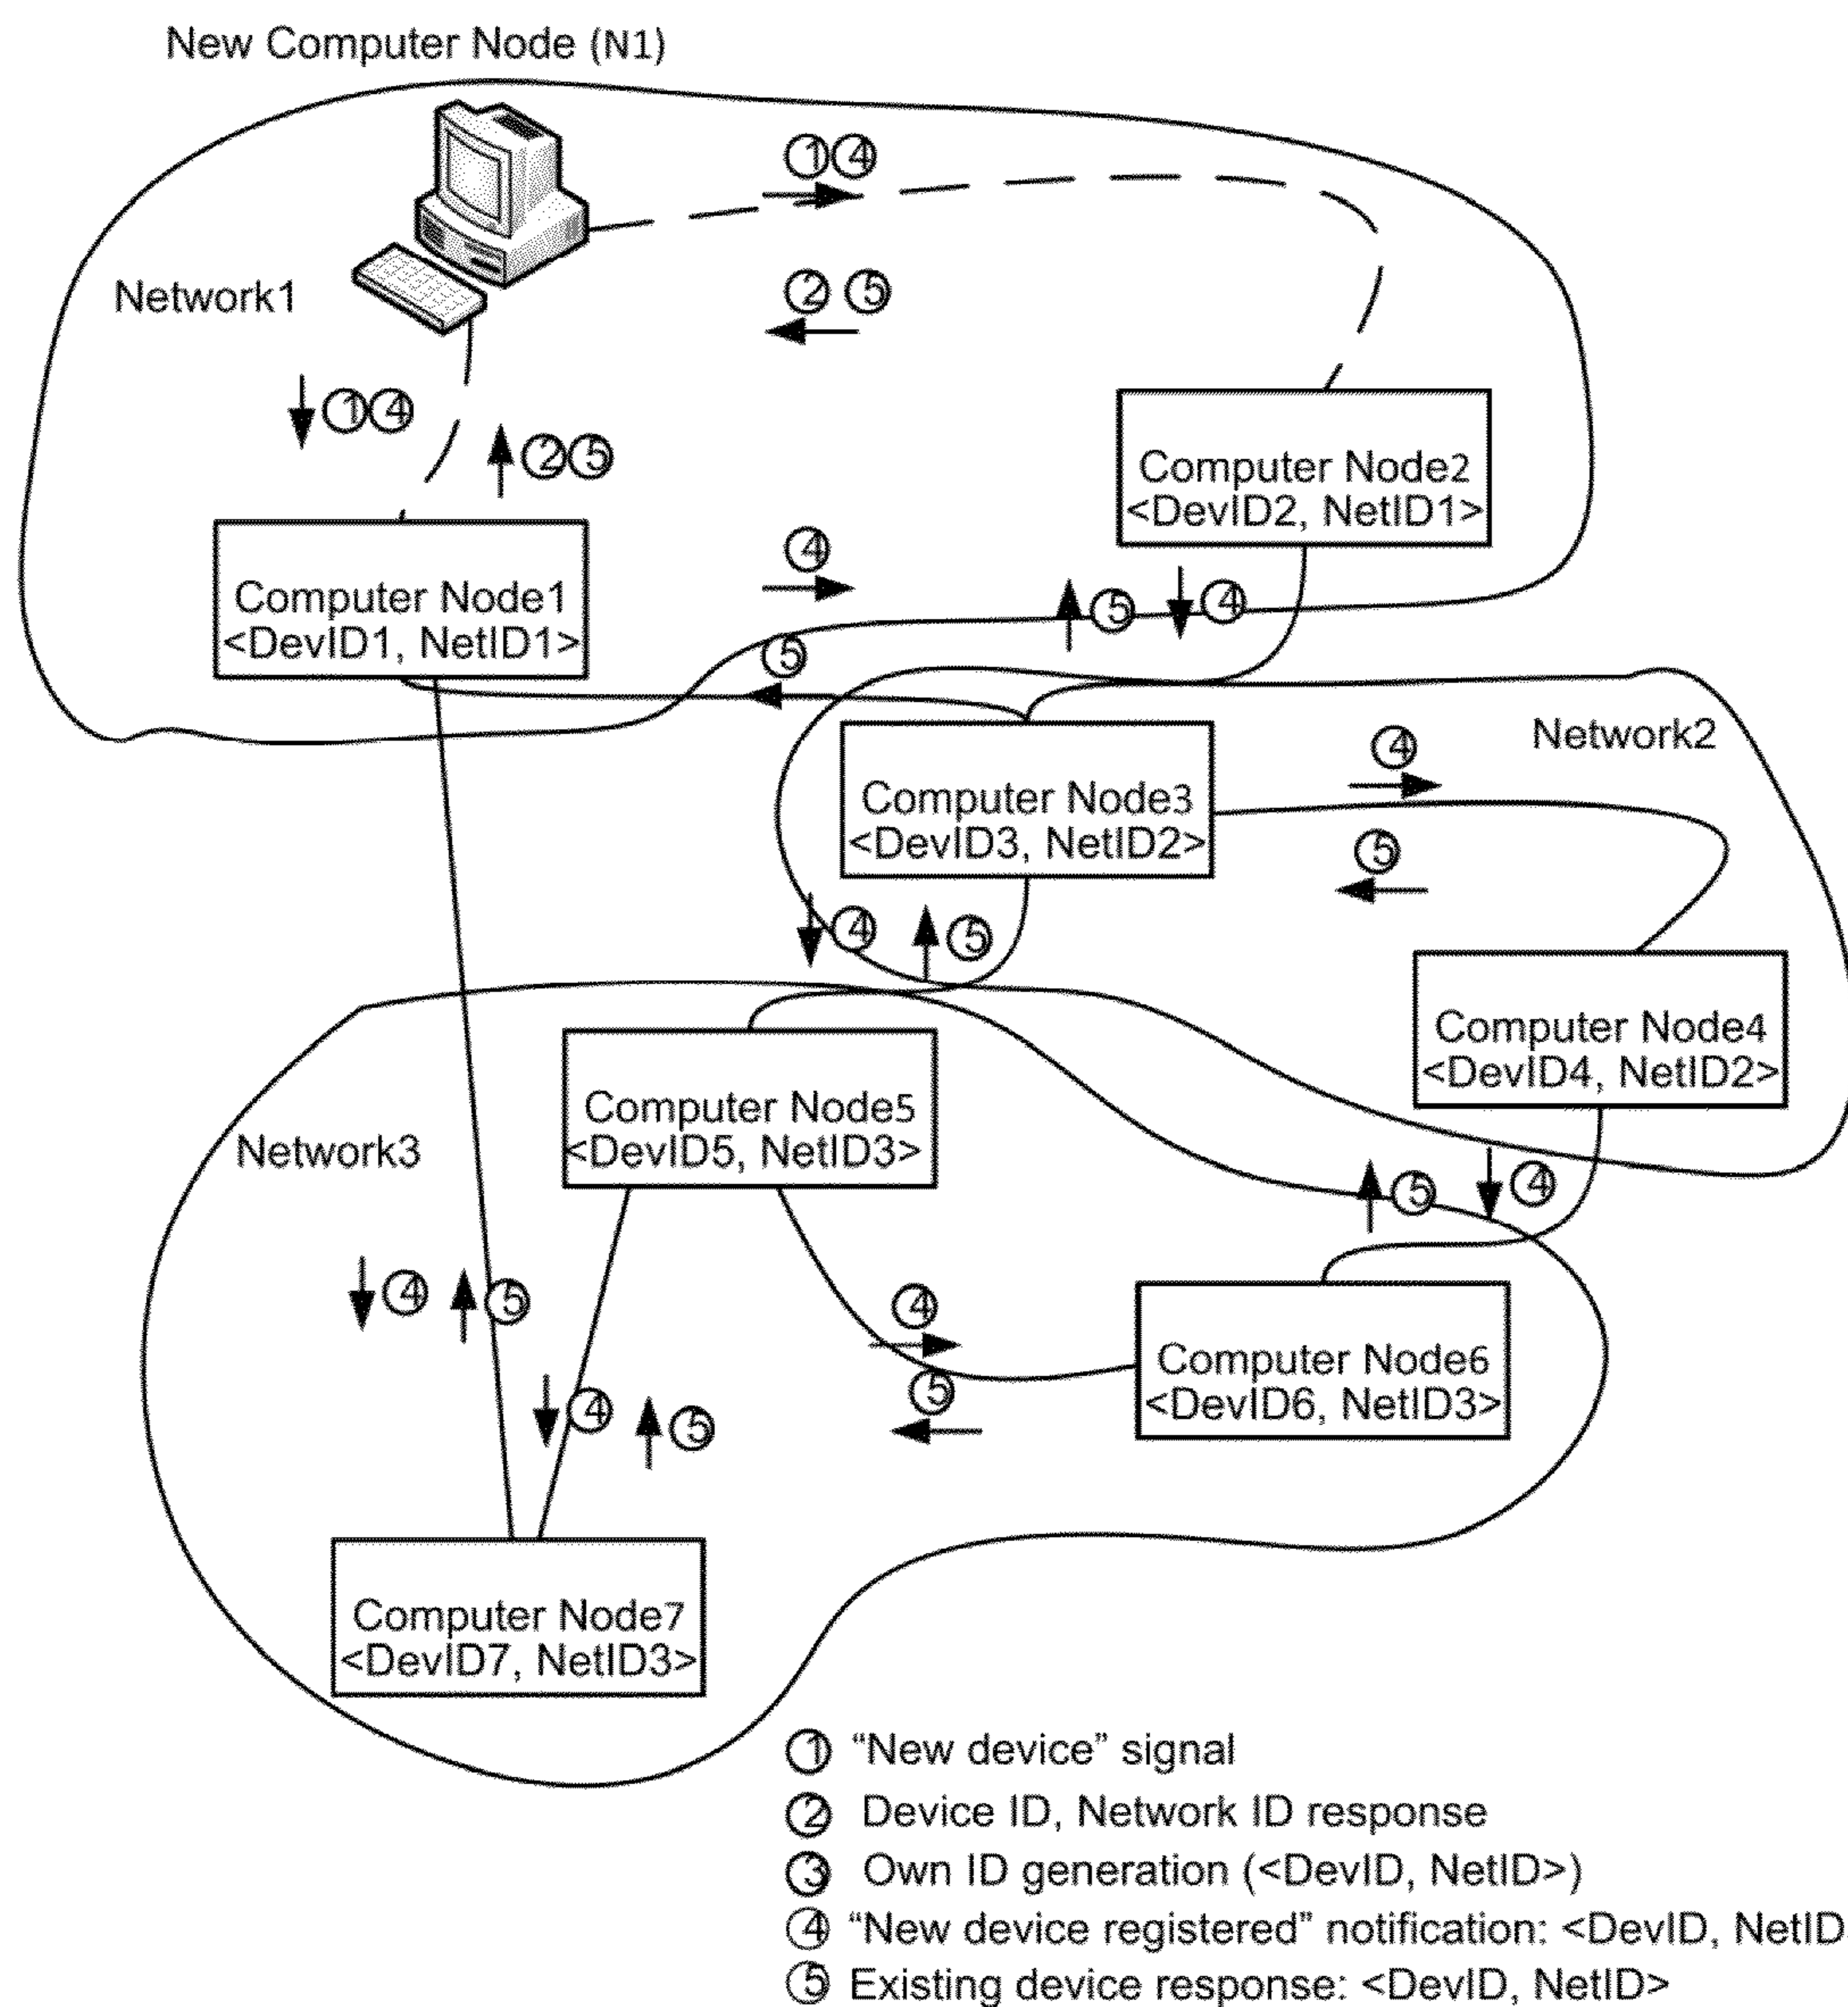 New Computer Node (N1)
①④
Network1
② ⑤
①④
②⑤
Computer Node2
<DevID2, NetID1>
④
Computer Node1
<DevID1, NetID1>
⑤
④
⑤
Network2
④
Computer Node3
<DevID3, NetID2>
⑤
④
⑤
Computer Node4
<DevID4, NetID2>
Computer Node5
<DevID5, NetID3>
Network3
⑤
④
④
⑤
④
Computer Node6
<DevID6, NetID3>
⑤
④
⑤
Computer Node7
<DevID7, NetID3>
① “New device” signal
② Device ID, Network ID response
③ Own ID generation (<DevID, NetID>)
④ “New device registered” notification: <DevID, NetID
⑤ Existing device response: <DevID, NetID>